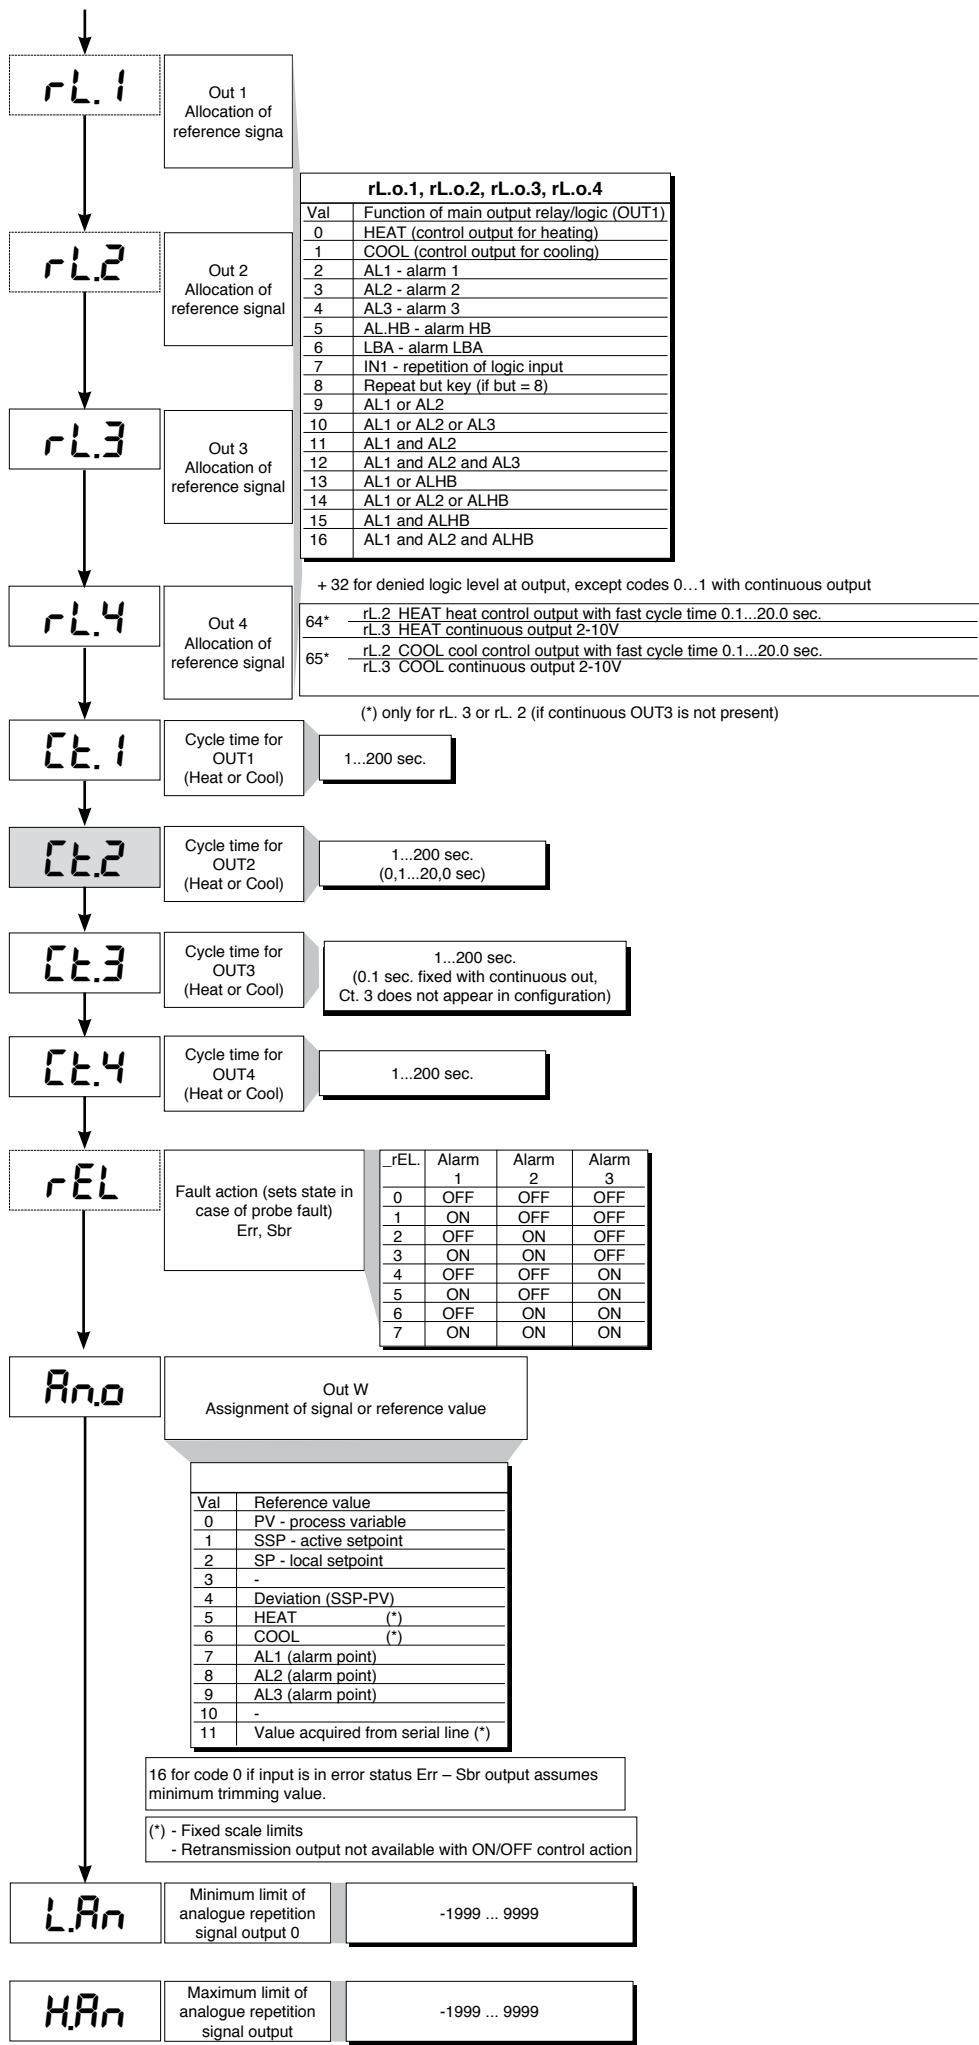 rL.1
Out 1
Allocation of
reference signa
rL.o.1, rL.o.2, rL.o.3, rL.o.4
Val Function of main output relay/logic (OUT1)
0 HEAT (control output for heating)
1 COOL (control output for cooling)
2 AL1 - alarm 1
3 AL2 - alarm 2
4 AL3 - alarm 3
5 AL.HB - alarm HB
6 LBA - alarm LBA
7 IN1 - repetition of logic input
8 Repeat but key (if but = 8)
9 AL1 or AL2
10 AL1 or AL2 or AL3
11 AL1 and AL2
12 AL1 and AL2 and AL3
13 AL1 or ALHB
14 AL1 or AL2 or ALHB
15 AL1 and ALHB
16 AL1 and AL2 and ALHB
rL.2
Out 2
Allocation of
reference signal
rL.3
Out 3
Allocation of
reference signal
+ 32 for denied logic level at output, except codes 0…1 with continuous output
rL.4
Out 4
Allocation of
reference signal
64* rL.2 HEAT heat control output with fast cycle time 0.1...20.0 sec.
rL.3 HEAT continuous output 2-10V
65* rL.2 COOL cool control output with fast cycle time 0.1...20.0 sec.
rL.3 COOL continuous output 2-10V
(*) only for rL. 3 or rL. 2 (if continuous OUT3 is not present)
Ct.1
Cycle time for
OUT1
(Heat or Cool)
1...200 sec.
Ct.2
Cycle time for
OUT2
(Heat or Cool)
1...200 sec.
(0,1...20,0 sec)
Ct.3
Cycle time for
OUT3
(Heat or Cool)
1...200 sec.
(0.1 sec. fixed with continuous out,
Ct. 3 does not appear in configuration)
Ct.4
Cycle time for
OUT4
(Heat or Cool)
1...200 sec.
rEL
Fault action (sets state in
case of probe fault)
Err, Sbr
_rEL. Alarm Alarm Alarm
1 2 3
0 OFF OFF OFF
1 ON OFF OFF
2 OFF ON OFF
3 ON ON OFF
4 OFF OFF ON
5 ON OFF ON
6 OFF ON ON
7 ON ON ON
An.o
Out W
Assignment of signal or reference value
Val Reference value
0 PV - process variable
1 SSP - active setpoint
2 SP - local setpoint
3 -
4 Deviation (SSP-PV)
5 HEAT (*)
6 COOL (*)
7 AL1 (alarm point)
8 AL2 (alarm point)
9 AL3 (alarm point)
10 -
11 Value acquired from serial line (*)
16 for code 0 if input is in error status Err – Sbr output assumes
minimum trimming value.
(*) - Fixed scale limits
- Retransmission output not available with ON/OFF control action
L.An
Minimum limit of
analogue repetition
signal output 0
-1999 ... 9999
H.An
Maximum limit of
analogue repetition
signal output
-1999 ... 9999